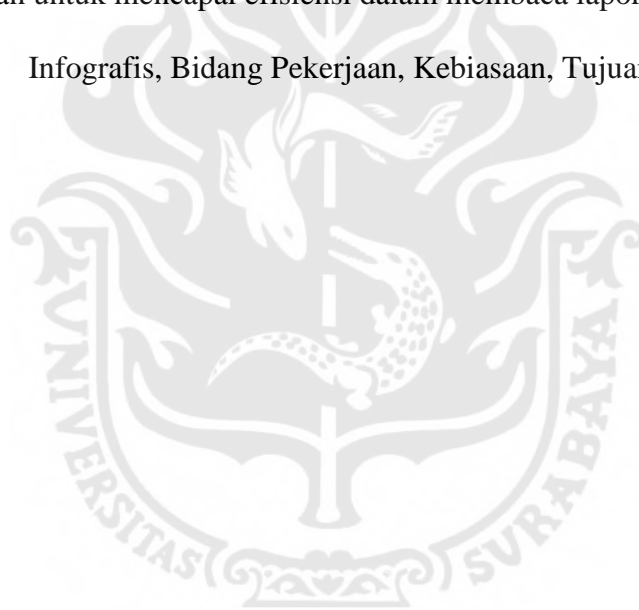 untuk mencapai efisiensi dalam membaca
Infografis, Bidang Pekerjaan, Kebiasaan,
UNIVERSITAS SURABAYA